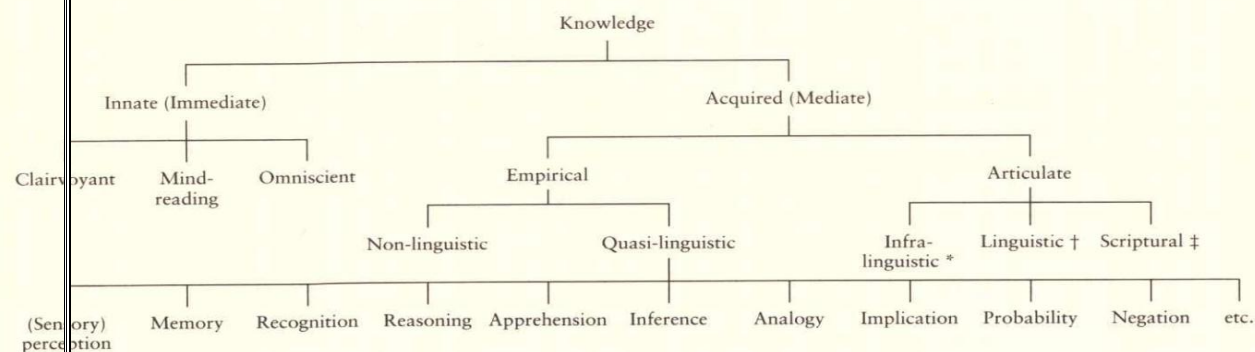 Knowledge
Innate (Immediate)
Acquired (Mediate)
Clairvoyant
Mind-
reading
Omniscient
Empirical
Articulate
Non-linguistic
Quasi-linguistic
Infra-
linguistic *
Linguistic †
Scriptural ‡
(Sensory)
perception
Memory
Recognition
Reasoning
Apprehension
Inference
Analogy
Implication
Probability
Negation
etc.